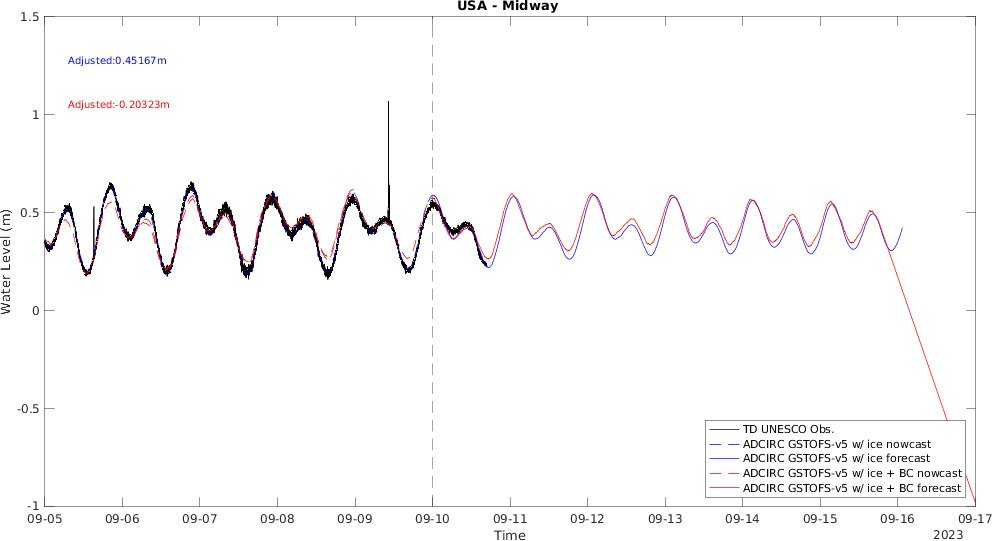 USA - Midway
1.5
1
0.5
0
-0.5
-1
Water Level (m)
Adjusted:0.45167m
Adjusted:-0.20323m
TD UNESCO Obs.
ADCIRC GSTOFS-v5 w/ ice nowcast
ADCIRC GSTOFS-v5 w/ ice forecast
ADCIRC GSTOFS-v5 w/ ice + BC nowcast
ADCIRC GSTOFS-v5 w/ ice + BC forecast
09-05 09-06 09-07 09-08 09-09 09-10 09-11 09-12 09-13 09-14 09-15 09-16 09-17
Time
2023